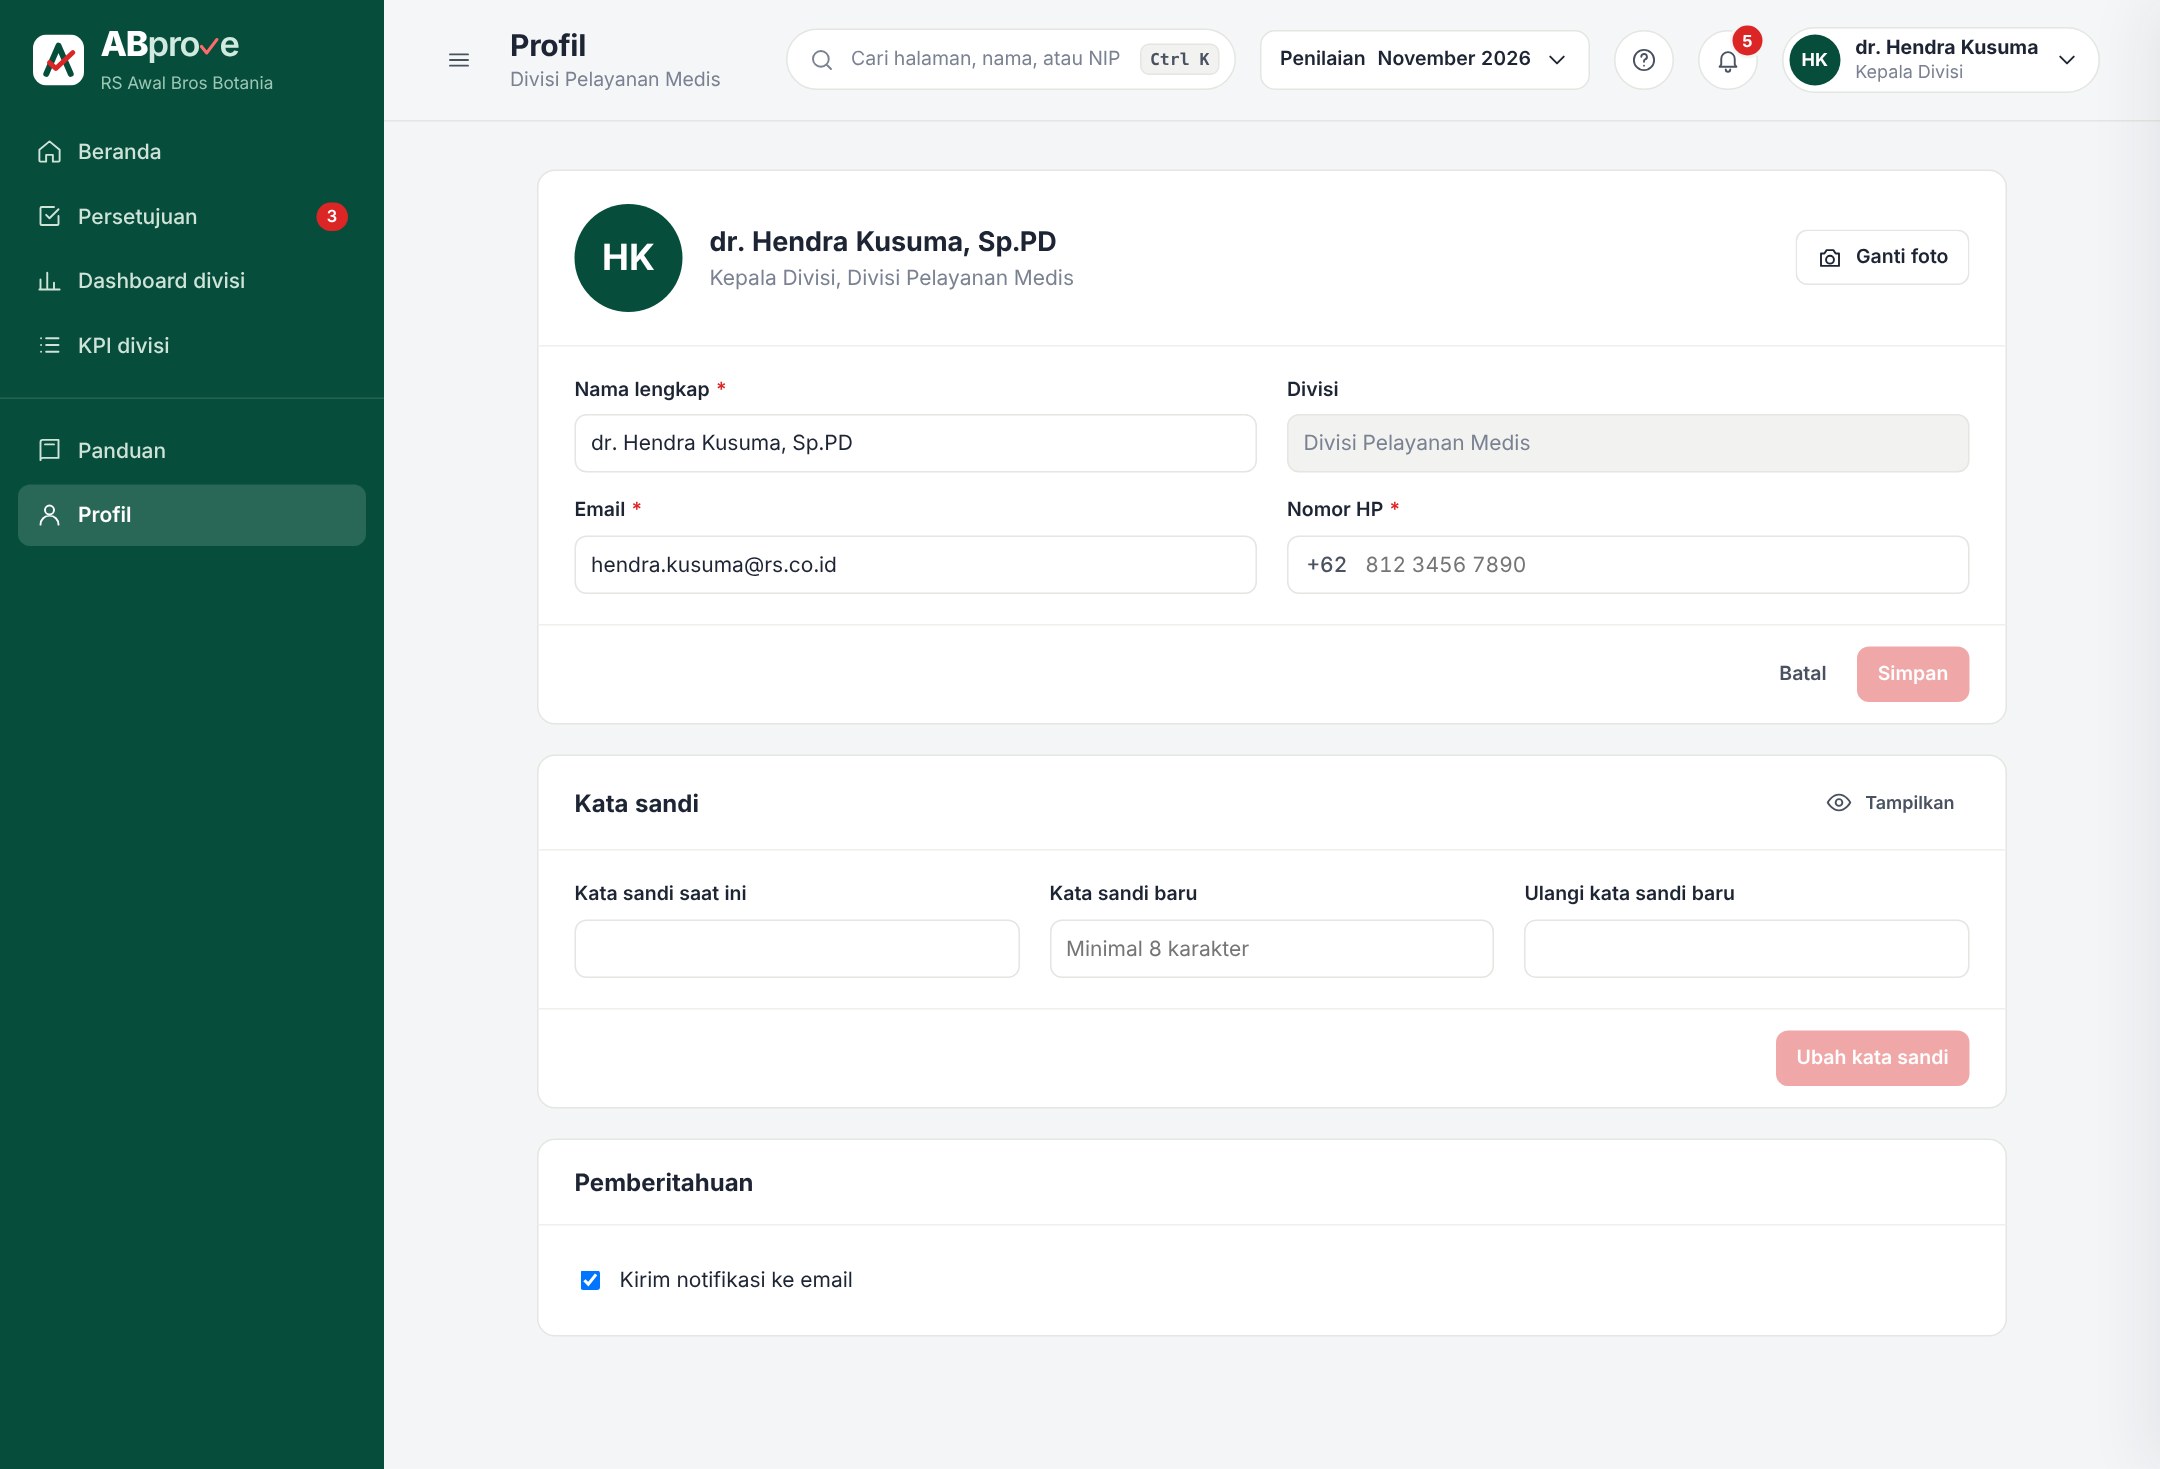 ABprove
RS Awal Bros Botania
Beranda
Persetujuan 3
Dashboard divisi
KPI divisi
Panduan
Profil
Profil
Divisi Pelayanan Medis
Cari halaman, nama, atau NIP Ctrl K
Penilaian November 2026
5
HK
dr. Hendra Kusuma
Kepala Divisi
HK
dr. Hendra Kusuma, Sp.PD
Kepala Divisi, Divisi Pelayanan Medis
Ganti foto
Nama lengkap *
dr. Hendra Kusuma, Sp.PD
Divisi
Divisi Pelayanan Medis
Email *
hendra.kusuma@rs.co.id
Nomor HP *
+62 812 3456 7890
Batal
Simpan
Kata sandi
Tampilkan
Kata sandi saat ini
Kata sandi baru
Minimal 8 karakter
Ulangi kata sandi baru
Ubah kata sandi
Pemberitahuan
Kirim notifikasi ke email